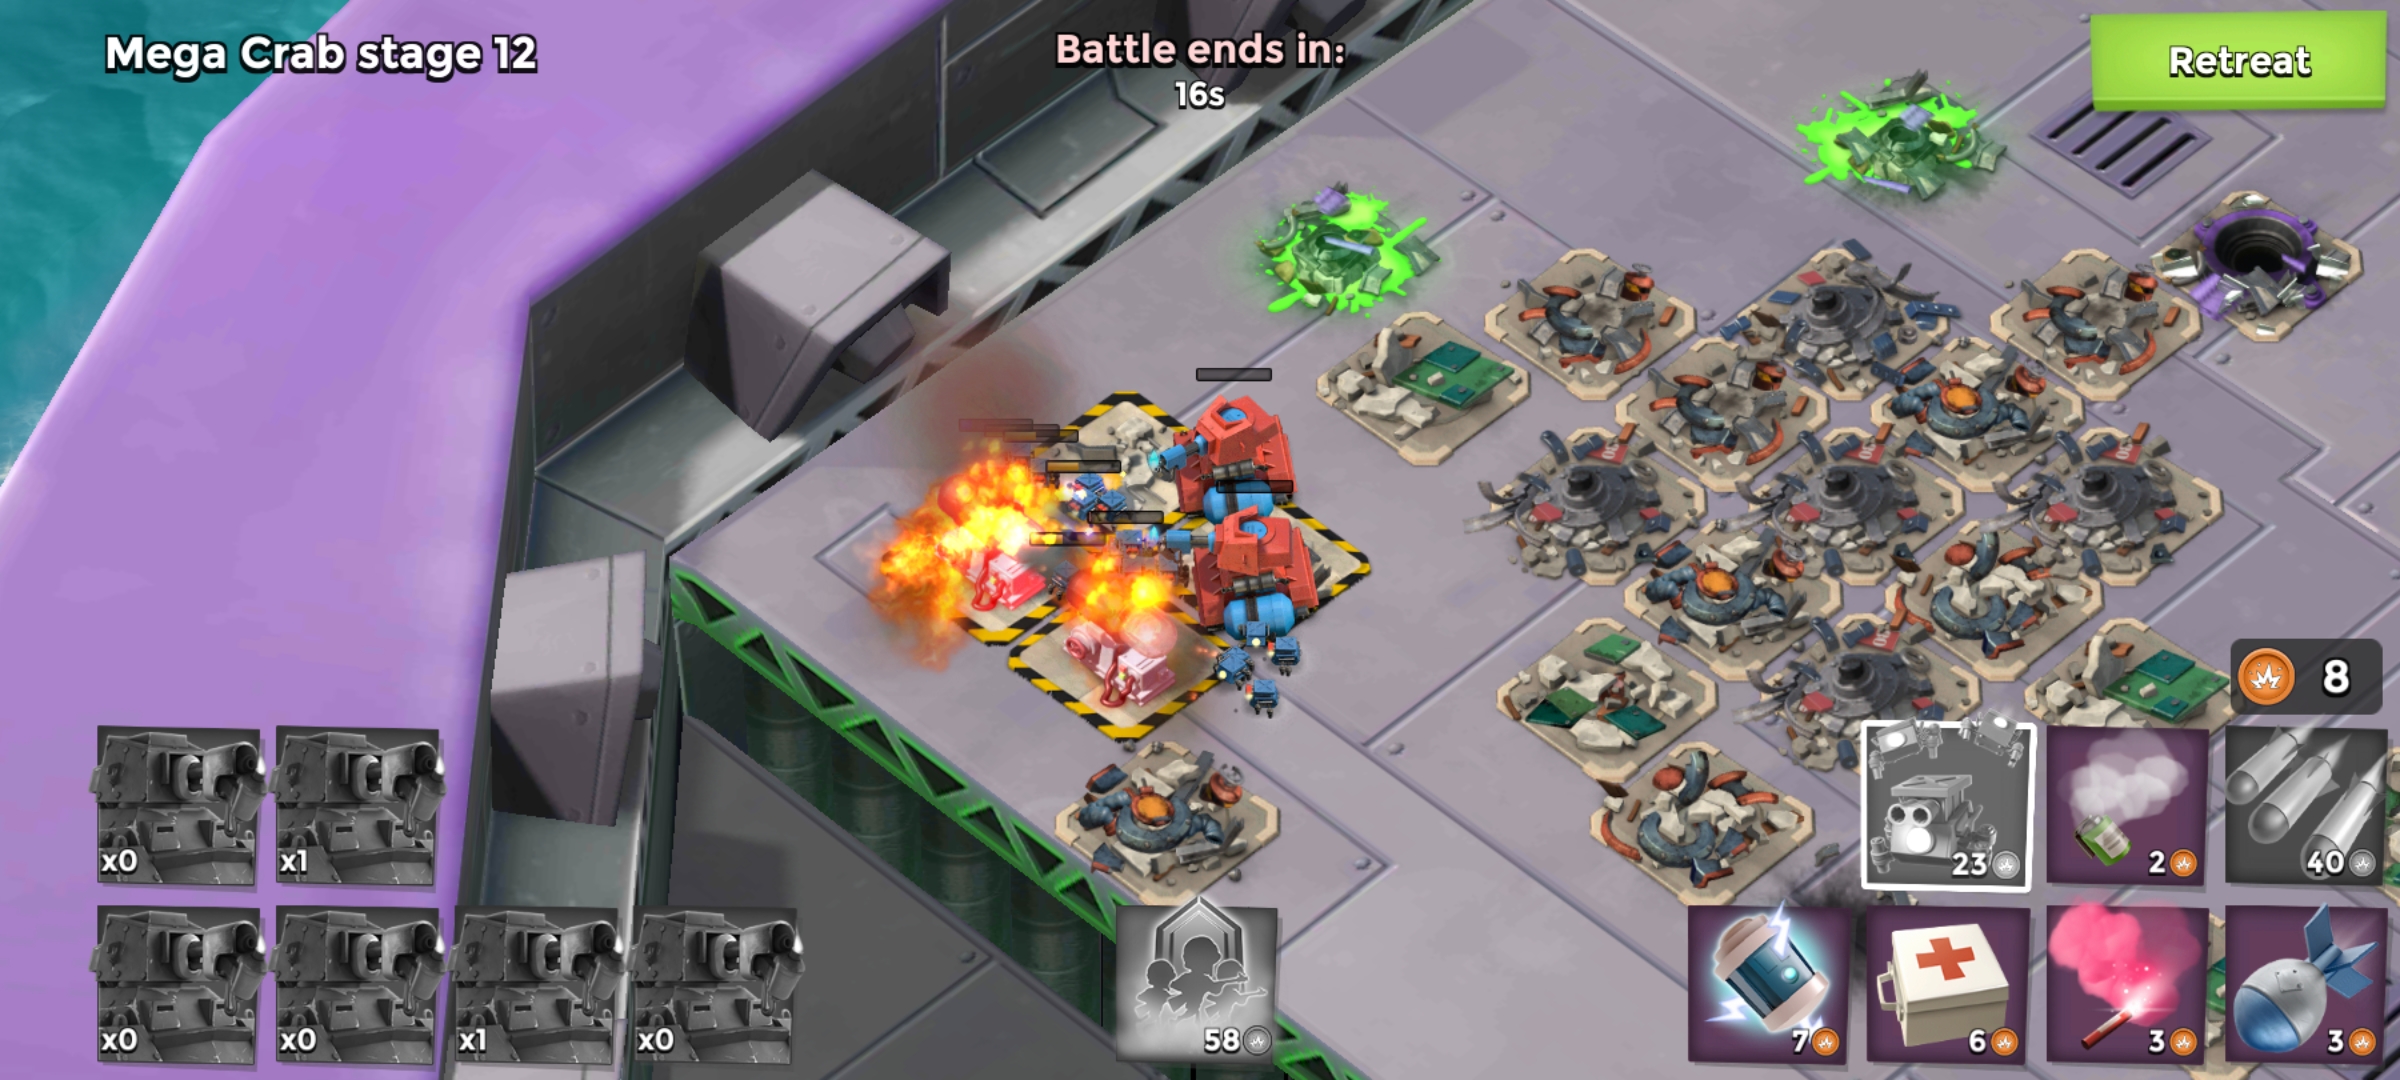 Mega Crab stage 12
Battle ends in:
16s
Retreat
8
x0
x1
23
2
40
x0
x0
x1
x0
58
7
6
3
3